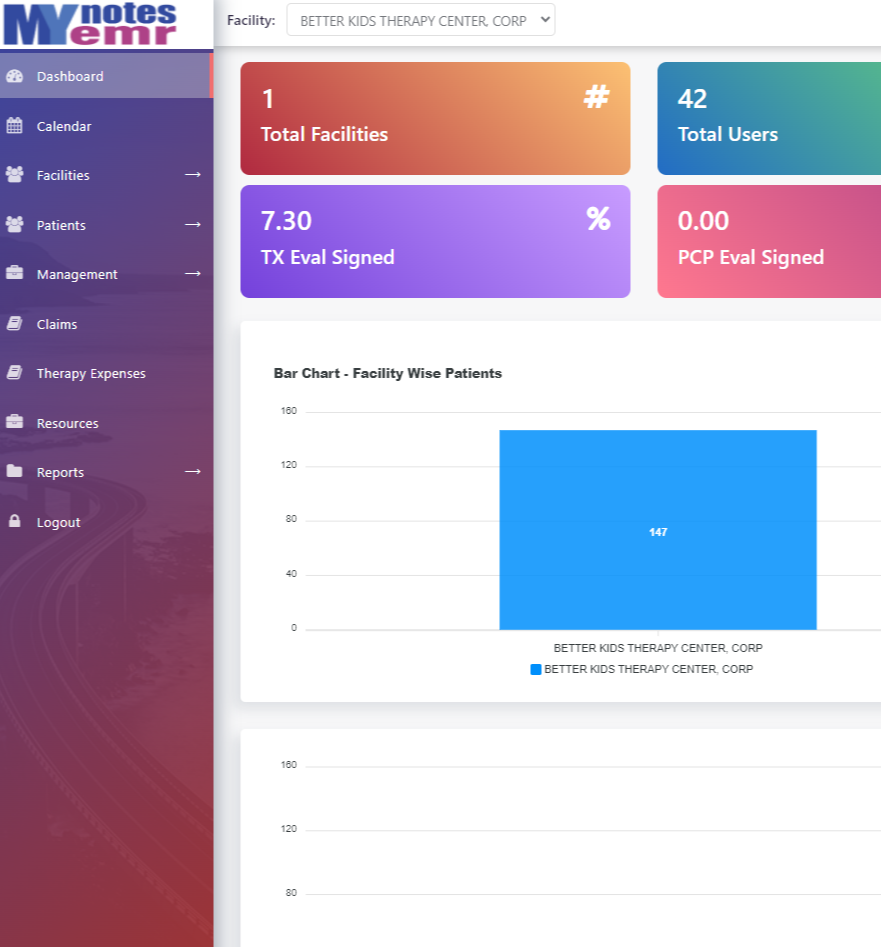 MYnotes
emr
Facility: BETTER KIDS THERAPY CENTER, CORP
Dashboard
Calendar
Facilities →
Patients →
Management →
Claims
Therapy Expenses
Resources
Reports →
Logout
1 #
Total Facilities
42
Total Users
7.30 %
TX Eval Signed
0.00
PCP Eval Signed
Bar Chart - Facility Wise Patients
160
120
80
40
0
147
BETTER KIDS THERAPY CENTER, CORP
BETTER KIDS THERAPY CENTER, CORP
160
120
80